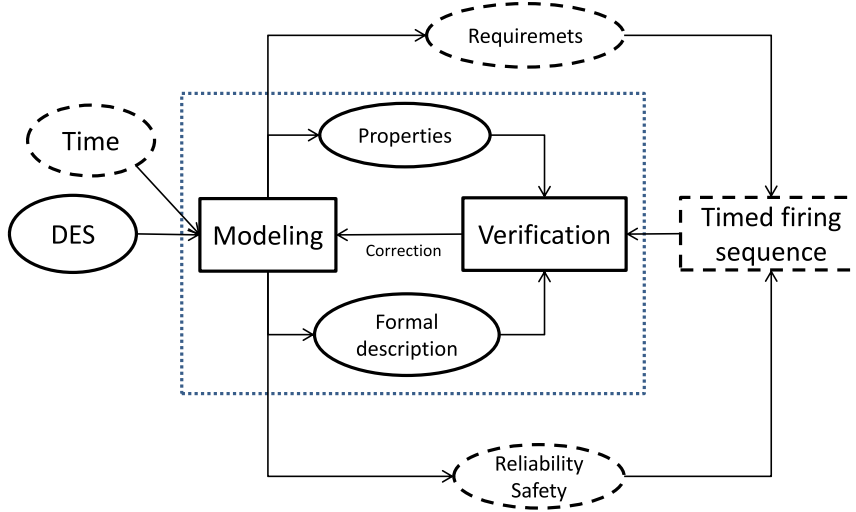 Requiremets
Time
Properties
DES
Modeling
Correction
Verification
Timed firing
sequence
Formal
description
Reliability
Safety